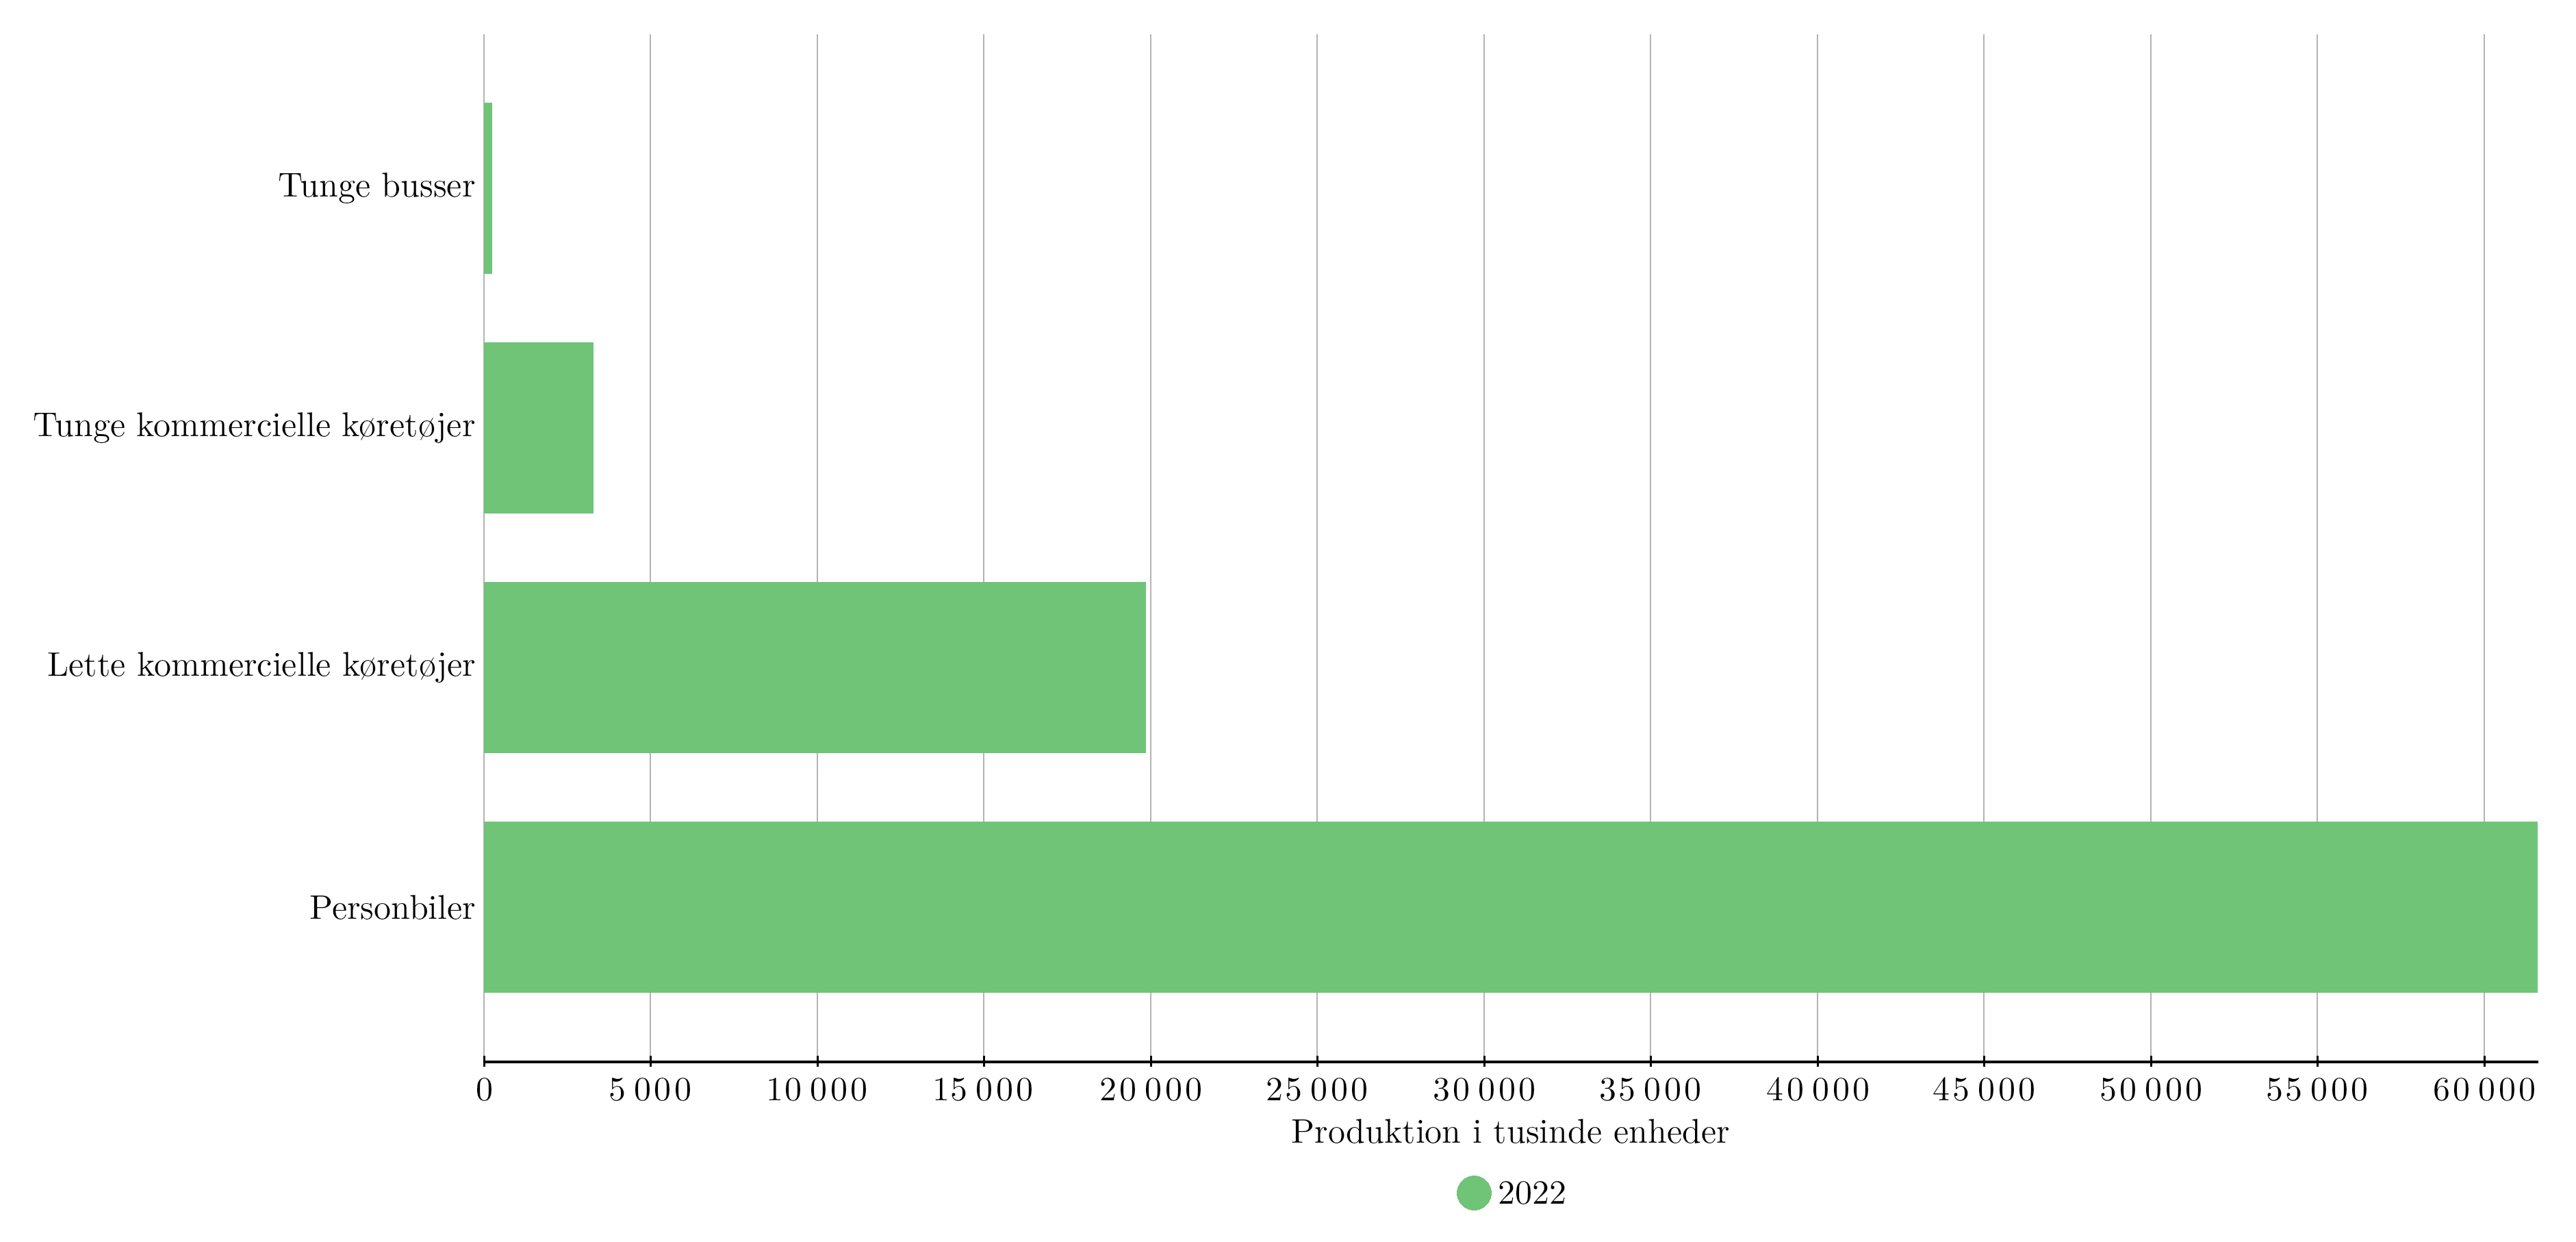 Tunge busser
Tunge kommercielle køretøjer
Lette kommercielle køretøjer
Personbiler
0 5 000 10 000 15 000 20 000 25 000 30 000 35 000 40 000 45 000 50 000 55 000 60 000
Produktion i tusinde enheder
2022